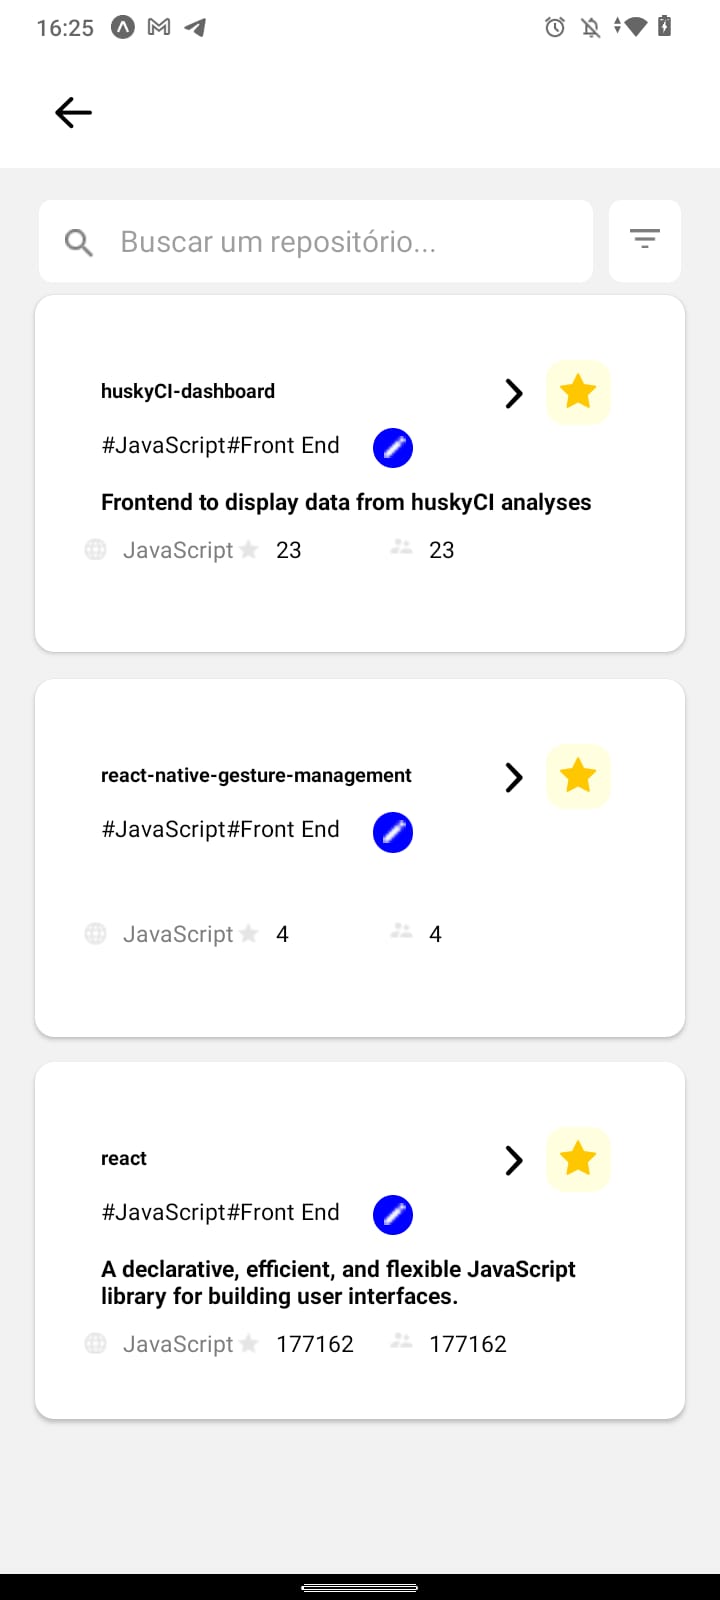 16:25
Buscar um repositório...
huskyCI-dashboard
#JavaScript#Front End
Frontend to display data from huskyCI analyses
JavaScript 23 23
react-native-gesture-management
#JavaScript#Front End
JavaScript 4 4
react
#JavaScript#Front End
A declarative, efficient, and flexible JavaScript
library for building user interfaces.
JavaScript 177162 177162